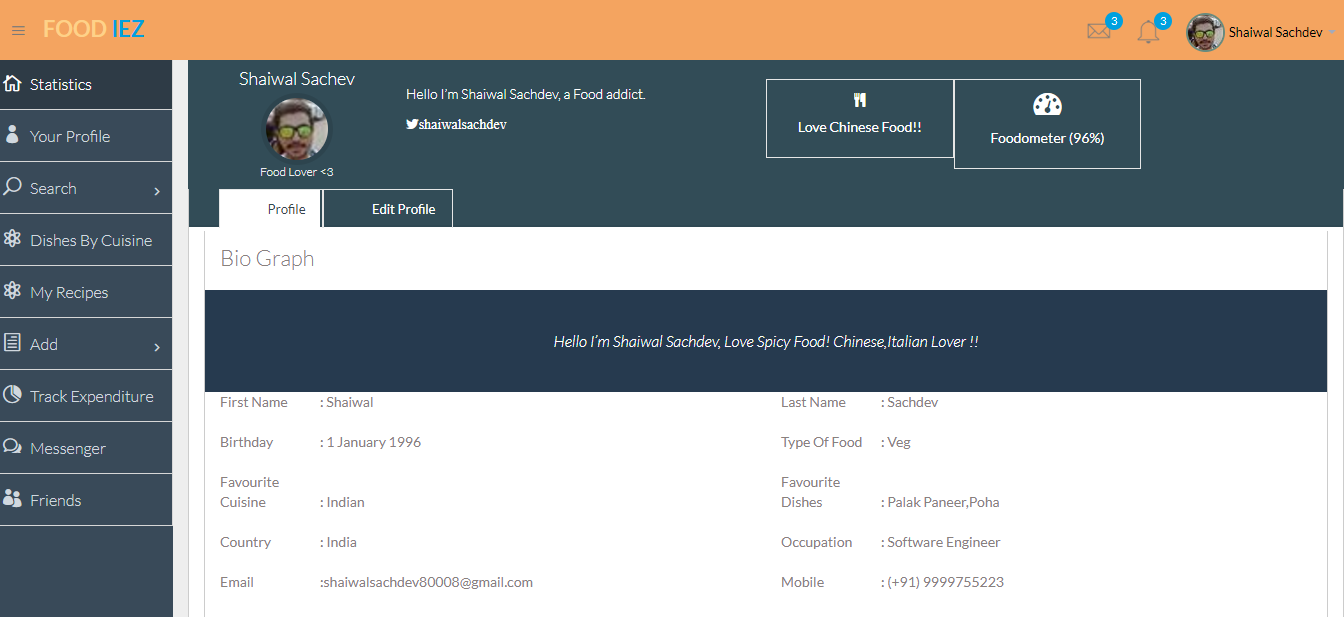 FOOD IEZ
3
3
Shaiwal Sachdev
Statistics
Your Profile
Search
Dishes By Cuisine
My Recipes
Add
Track Expenditure
Messenger
Friends
Shaiwal Sachev
Food Lover <3
Hello I'm Shaiwal Sachdev, a Food addict.
shaiwalsachdev
Love Chinese Food!!
Foodometer (96%)
Profile
Edit Profile
Bio Graph
Hello I'm Shaiwal Sachdev, Love Spicy Food! Chinese,Italian Lover !!
First Name : Shaiwal
Last Name : Sachdev
Birthday : 1 January 1996
Type Of Food : Veg
Favourite
Cuisine : Indian
Favourite
Dishes : Palak Paneer,Poha
Country : India
Occupation : Software Engineer
Email :shaiwalsachdev80008@gmail.com
Mobile : (+91) 9999755223